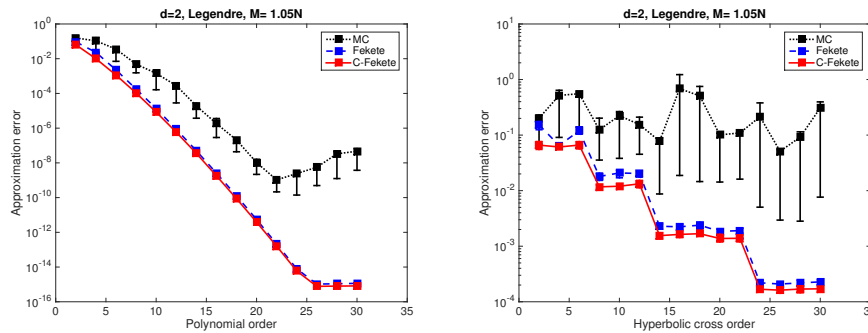 d=2, Legendre, M= 1.05N
10^0
10^-2
10^-4
10^-6
10^-8
10^-10
10^-12
10^-14
10^-16
Approximation error
MC
Fekete
C-Fekete
0 5 10 15 20 25 30 35
Polynomial order
d=2, Legendre, M= 1.05N
10^1
10^0
10^-1
10^-2
10^-3
10^-4
Approximation error
MC
Fekete
C-Fekete
0 5 10 15 20 25 30 35
Hyperbolic cross order